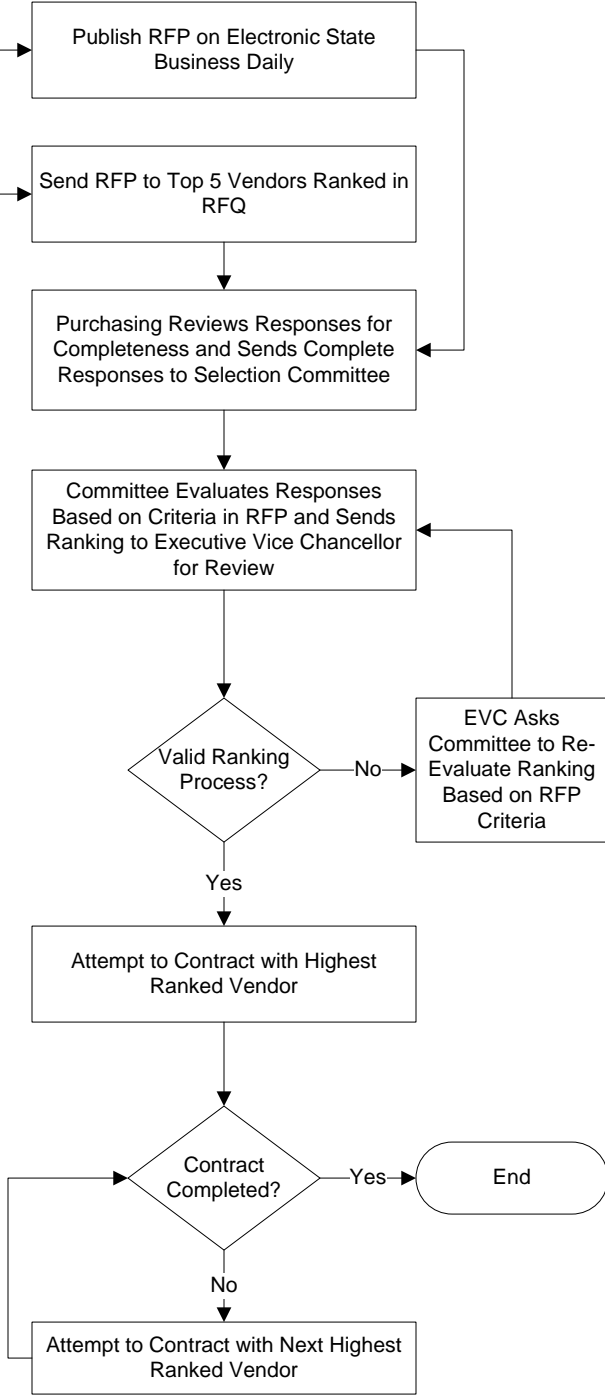 Publish RFP on Electronic State
Business Daily
Send RFP to Top 5 Vendors Ranked in
RFQ
Purchasing Reviews Responses for
Completeness and Sends Complete
Responses to Selection Committee
Committee Evaluates Responses
Based on Criteria in RFP and Sends
Ranking to Executive Vice Chancellor
for Review
Valid Ranking
Process?
No
EVC Asks
Committee to Re-
Evaluate Ranking
Based on RFP
Criteria
Yes
Attempt to Contract with Highest
Ranked Vendor
Contract
Completed?
Yes
End
No
Attempt to Contract with Next Highest
Ranked Vendor